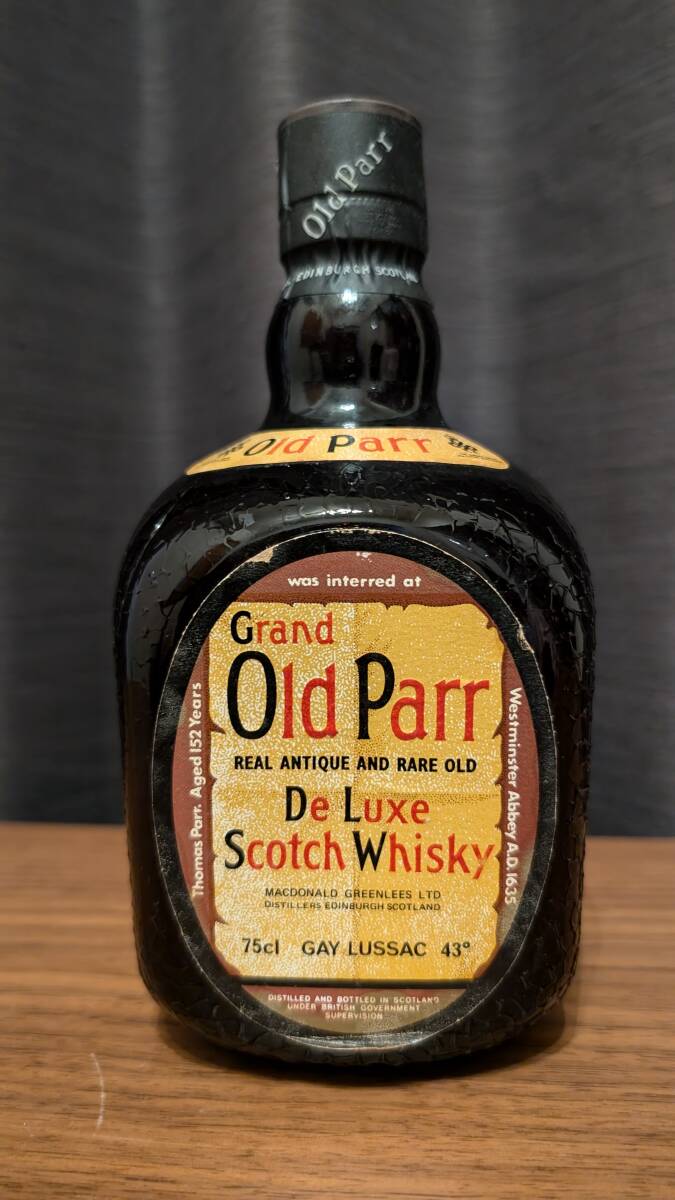 Old Parr
EDINBURGH SCOTLAND
Old Parr
was interred at
Thomas Parr. Aged 152 Years
Westminster Abbey A.D. 1635
Grand
Old Parr
REAL ANTIQUE AND RARE OLD
De Luxe
Scotch Whisky
MACDONALD GREENLEES LTD
DISTILLERS EDINBURGH SCOTLAND
75cl GAY LUSSAC 43°
DISTILLED AND BOTTLED IN SCOTLAND
UNDER BRITISH GOVERNMENT
SUPERVISION